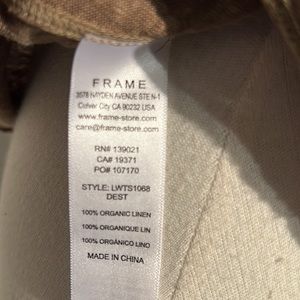 FRAME
3578 HAYDEN AVENUE STE N-1
Culver City CA 90232 USA
www.frame-store.com
care@frame-store.com
RN# 139021
CA# 19371
PO# 107170
STYLE: LWTS1068
DEST
100% ORGANIC LINEN
100% ORGANIQUE LIN
100% ORGÁNICO LINO
MADE IN CHINA